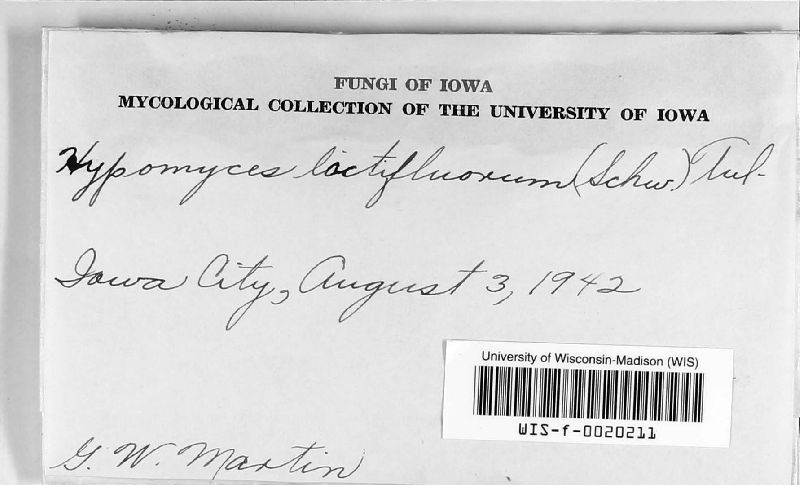 FUNGI OF IOWA
MYCOLOGICAL COLLECTION OF THE UNIVERSITY OF IOWA
Hypomyces lactifluorum (Schw.) Tul.
Iowa City, August 3, 1942
University of Wisconsin-Madison (WIS)
WIS-f-0020211
G. W. Martin